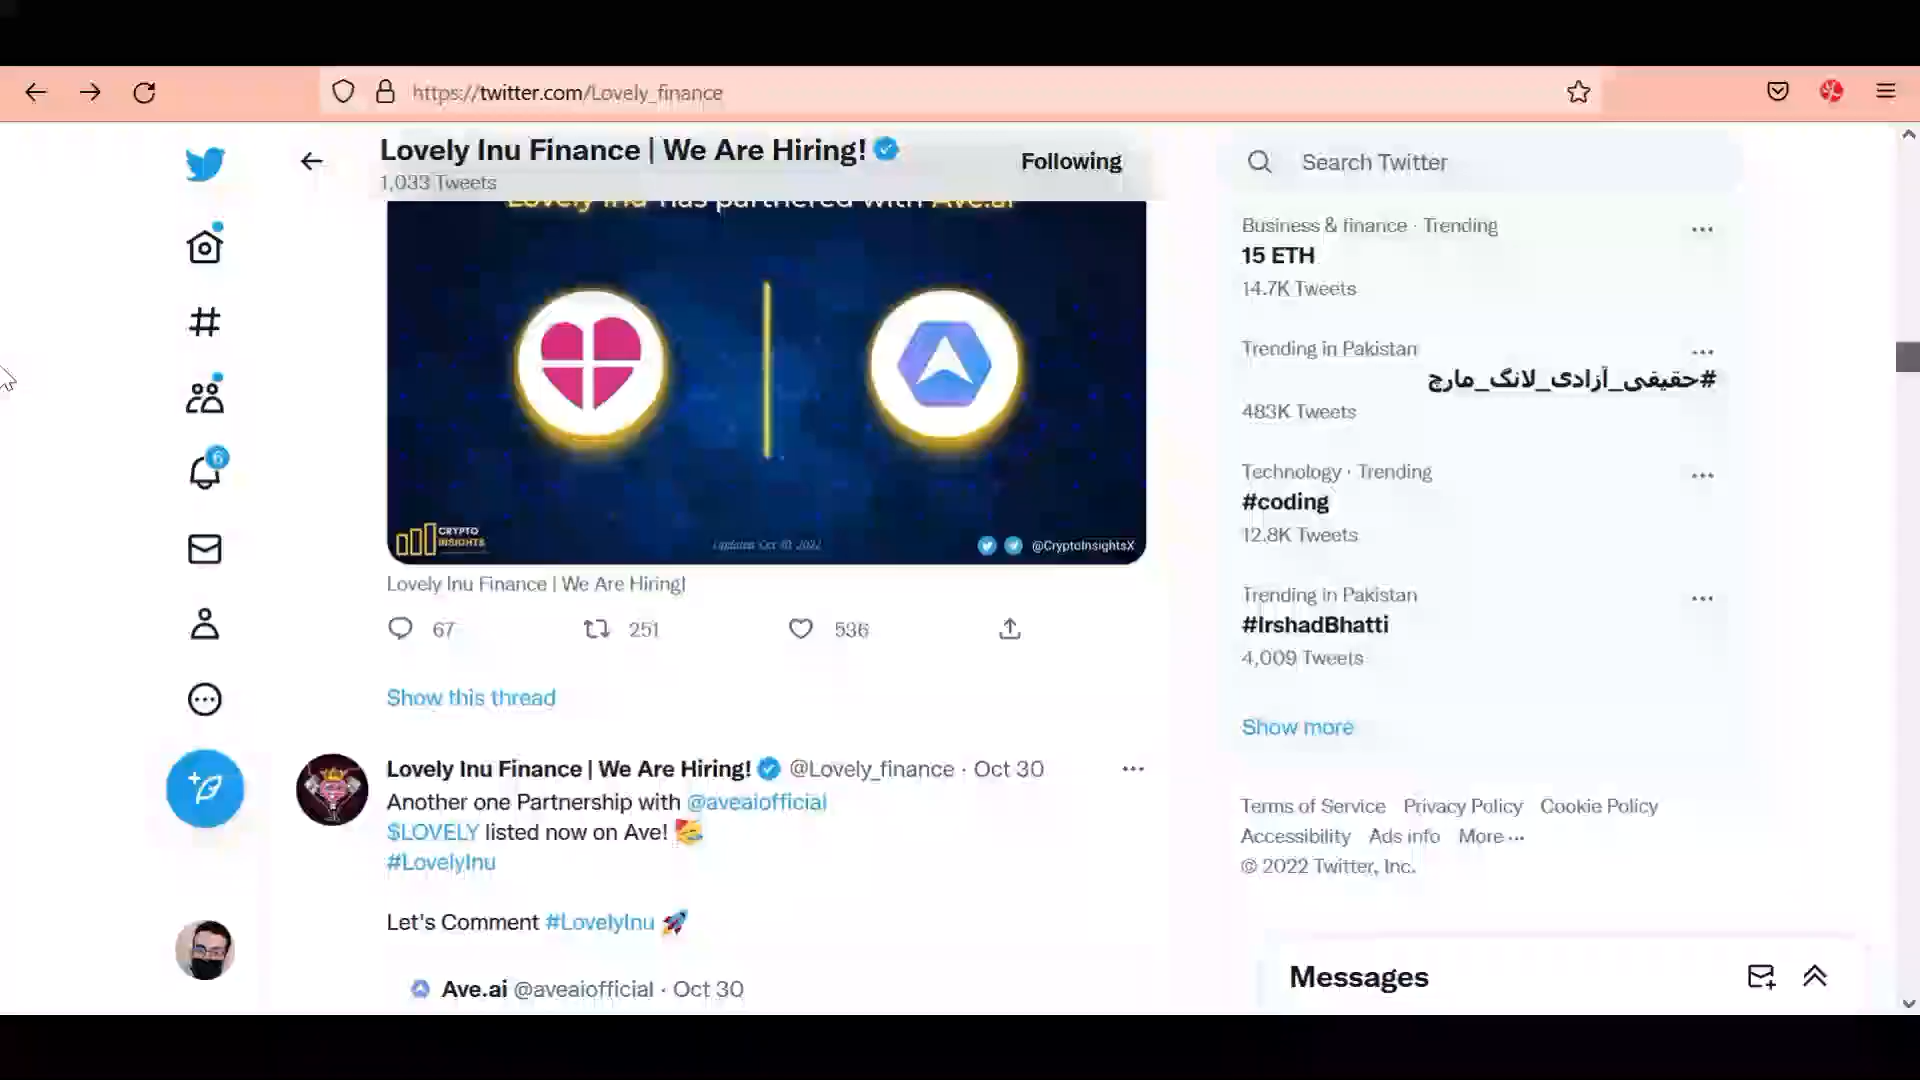 https://twitter.com/Lovely_finance
Lovely Inu Finance | We Are Hiring!
1,033 Tweets
Following
Search Twitter
Lovely Inu has partnered with Ave.ai
CRYPTO
INSIGHTS
Updated Oct 30, 2022
@CryptoInsightsX
Lovely Inu Finance | We Are Hiring!
67
251
536
Show this thread
Lovely Inu Finance | We Are Hiring! @Lovely_finance · Oct 30
Another one Partnership with @aveaiofficial
$LOVELY listed now on Ave!
#LovelyInu
Let's Comment #LovelyInu
Ave.ai @aveaiofficial · Oct 30
6
Business & finance · Trending
15 ETH
14.7K Tweets
Trending in Pakistan
#حقیقی_آزادی_لانگ_مارچ
483K Tweets
Technology · Trending
#coding
12.8K Tweets
Trending in Pakistan
#IrshadBhatti
4,009 Tweets
Show more
Terms of Service Privacy Policy Cookie Policy
Accessibility Ads info More ...
© 2022 Twitter, Inc.
Messages